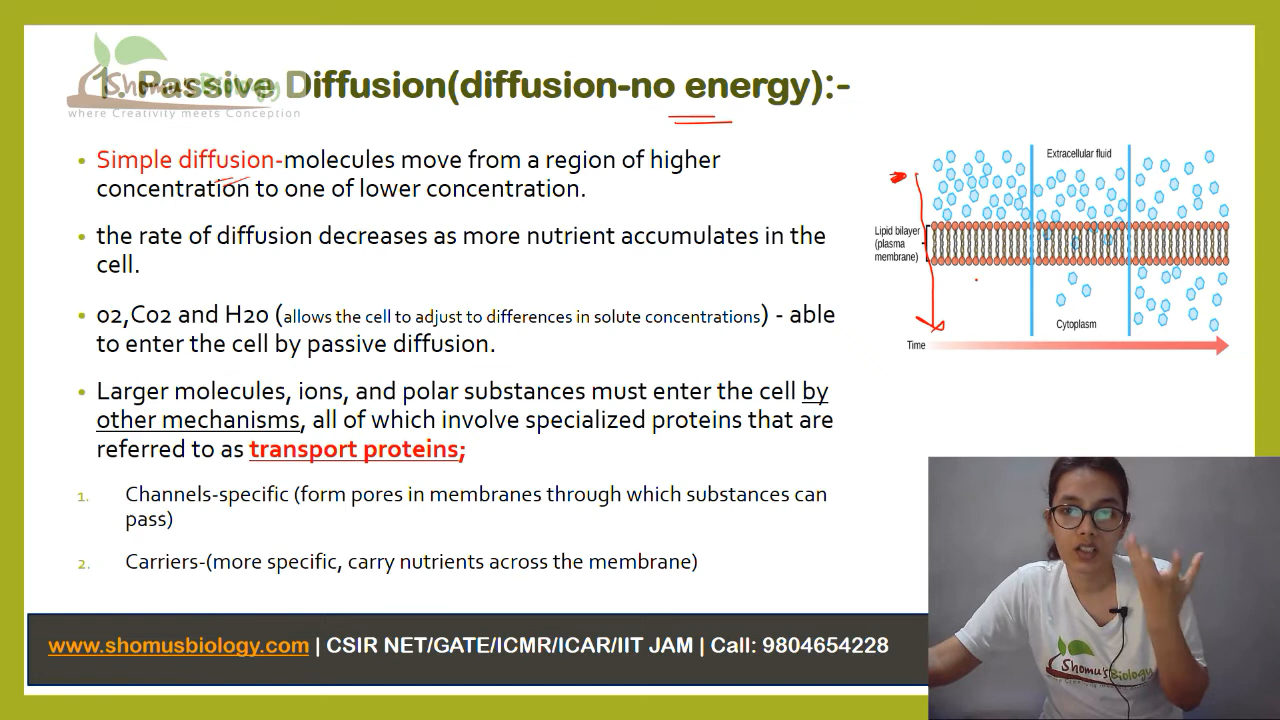 1. Passive Diffusion(diffusion-no energy):-
Shomu's Biology
where Creativity meets Conception
• Simple diffusion-molecules move from a region of higher
concentration to one of lower concentration.
• the rate of diffusion decreases as more nutrient accumulates in the
cell.
• o2,Co2 and H2o (allows the cell to adjust to differences in solute concentrations) - able
to enter the cell by passive diffusion.
• Larger molecules, ions, and polar substances must enter the cell by
other mechanisms, all of which involve specialized proteins that are
referred to as transport proteins;
1. Channels-specific (form pores in membranes through which substances can
pass)
2. Carriers-(more specific, carry nutrients across the membrane)
Extracellular fluid
Lipid bilayer
(plasma
membrane)
Cytoplasm
Time
Shomu's Biology
www.shomusbiology.com | CSIR NET/GATE/ICMR/ICAR/IIT JAM | Call: 9804654228